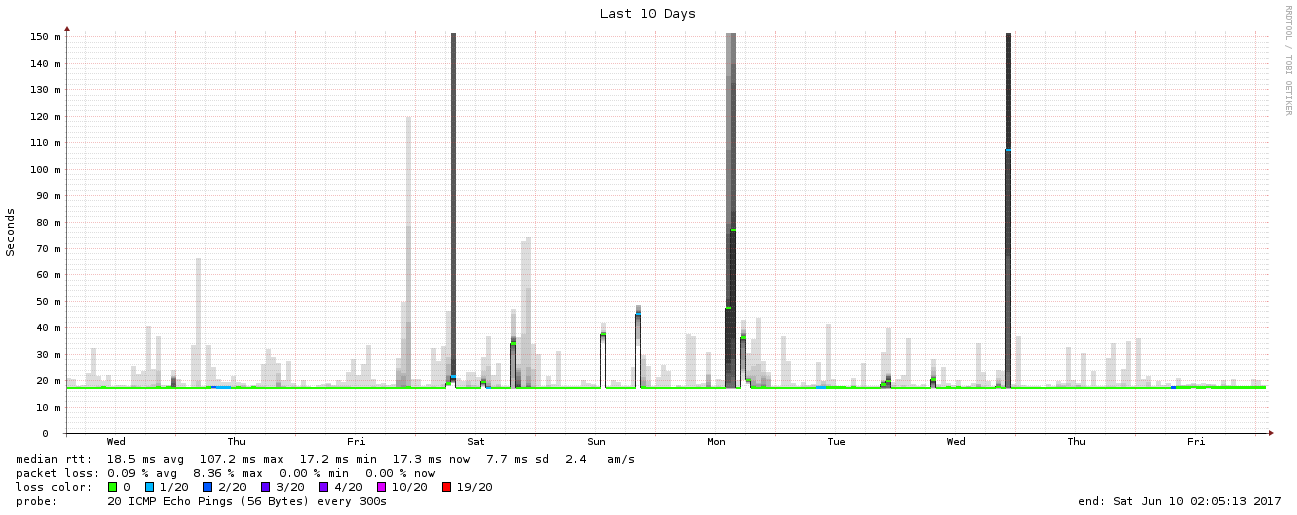 Last 10 Days
RRDTOOL / TOBI OETIKER
Seconds
150 m
140 m
130 m
120 m
110 m
100 m
90 m
80 m
70 m
60 m
50 m
40 m
30 m
20 m
10 m
0
Wed Thu Fri Sat Sun Mon Tue Wed Thu Fri
median rtt: 18.5 ms avg 107.2 ms max 17.2 ms min 17.3 ms now 7.7 ms sd 2.4 am/s
packet loss: 0.09 % avg 8.36 % max 0.00 % min 0.00 % now
loss color: 0 1/20 2/20 3/20 4/20 10/20 19/20
probe: 20 ICMP Echo Pings (56 Bytes) every 300s end: Sat Jun 10 02:05:13 2017